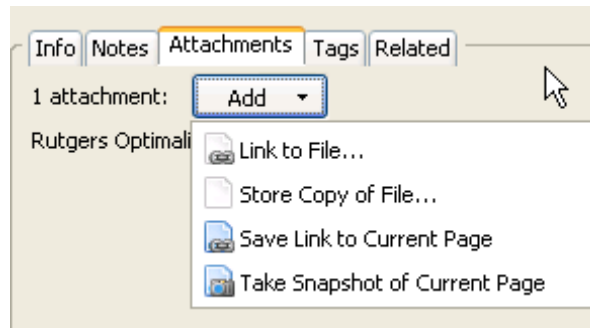 Info Notes Attachments Tags Related
1 attachment: Add
Rutgers Optimali
Link to File...
Store Copy of File...
Save Link to Current Page
Take Snapshot of Current Page